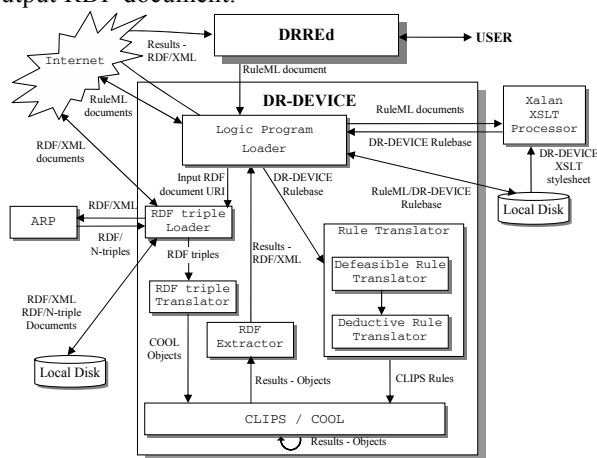 utput RDF document.
DRREd
USER
Internet
Results -
RDF/XML
RuleML document
RuleML
documents
DR-DEVICE
Logic Program
Loader
RuleML documents
DR-DEVICE Rulebase
Xalan
XSLT
Processor
RDF/XML
documents
Input RDF
document URI
DR-DEVICE
Rulebase
RuleML/DR-DEVICE
Rulebase
DR-DEVICE
XSLT
stylesheet
Local Disk
ARP
RDF/XML
RDF/
N-triples
RDF triple
Loader
RDF triples
Results -
RDF/XML
Rule Translator
Defeasible Rule
Translator
Deductive Rule
Translator
RDF triple
Translator
RDF
Extractor
RDF/XML
RDF/N-triple
Documents
Local Disk
COOL
Objects
Results - Objects
CLIPS Rules
CLIPS / COOL
Results - Objects